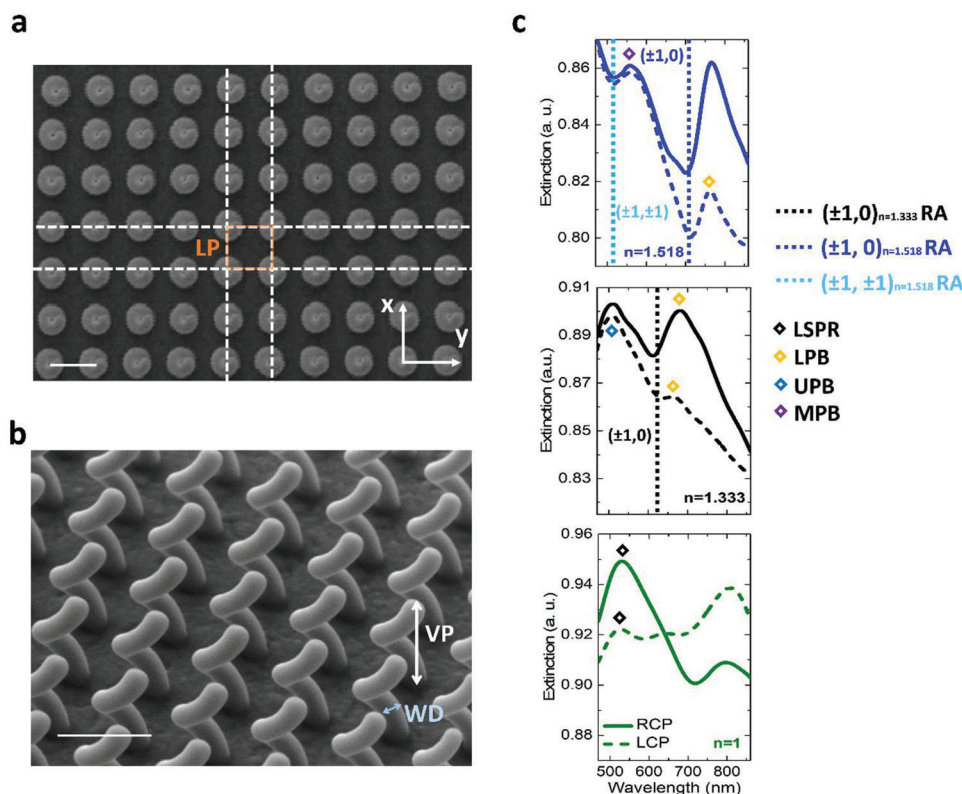 a
LP
x
y
b
VP
WD
c
Extinction (a. u.)
0.86
0.84
0.82
0.80
(±1,0)
(±1,±1)
n=1.518
Extinction (a.u.)
0.91
0.89
0.87
0.85
0.83
(±1,0)
n=1.333
Extinction (a. u.)
0.96
0.94
0.92
0.90
0.88
RCP
LCP
n=1
500 600 700 800
Wavelength (nm)
(±1,0)n=1.333 RA
(±1, 0)n=1.518 RA
(±1, ±1)n=1.518 RA
LSPR
LPB
UPB
MPB